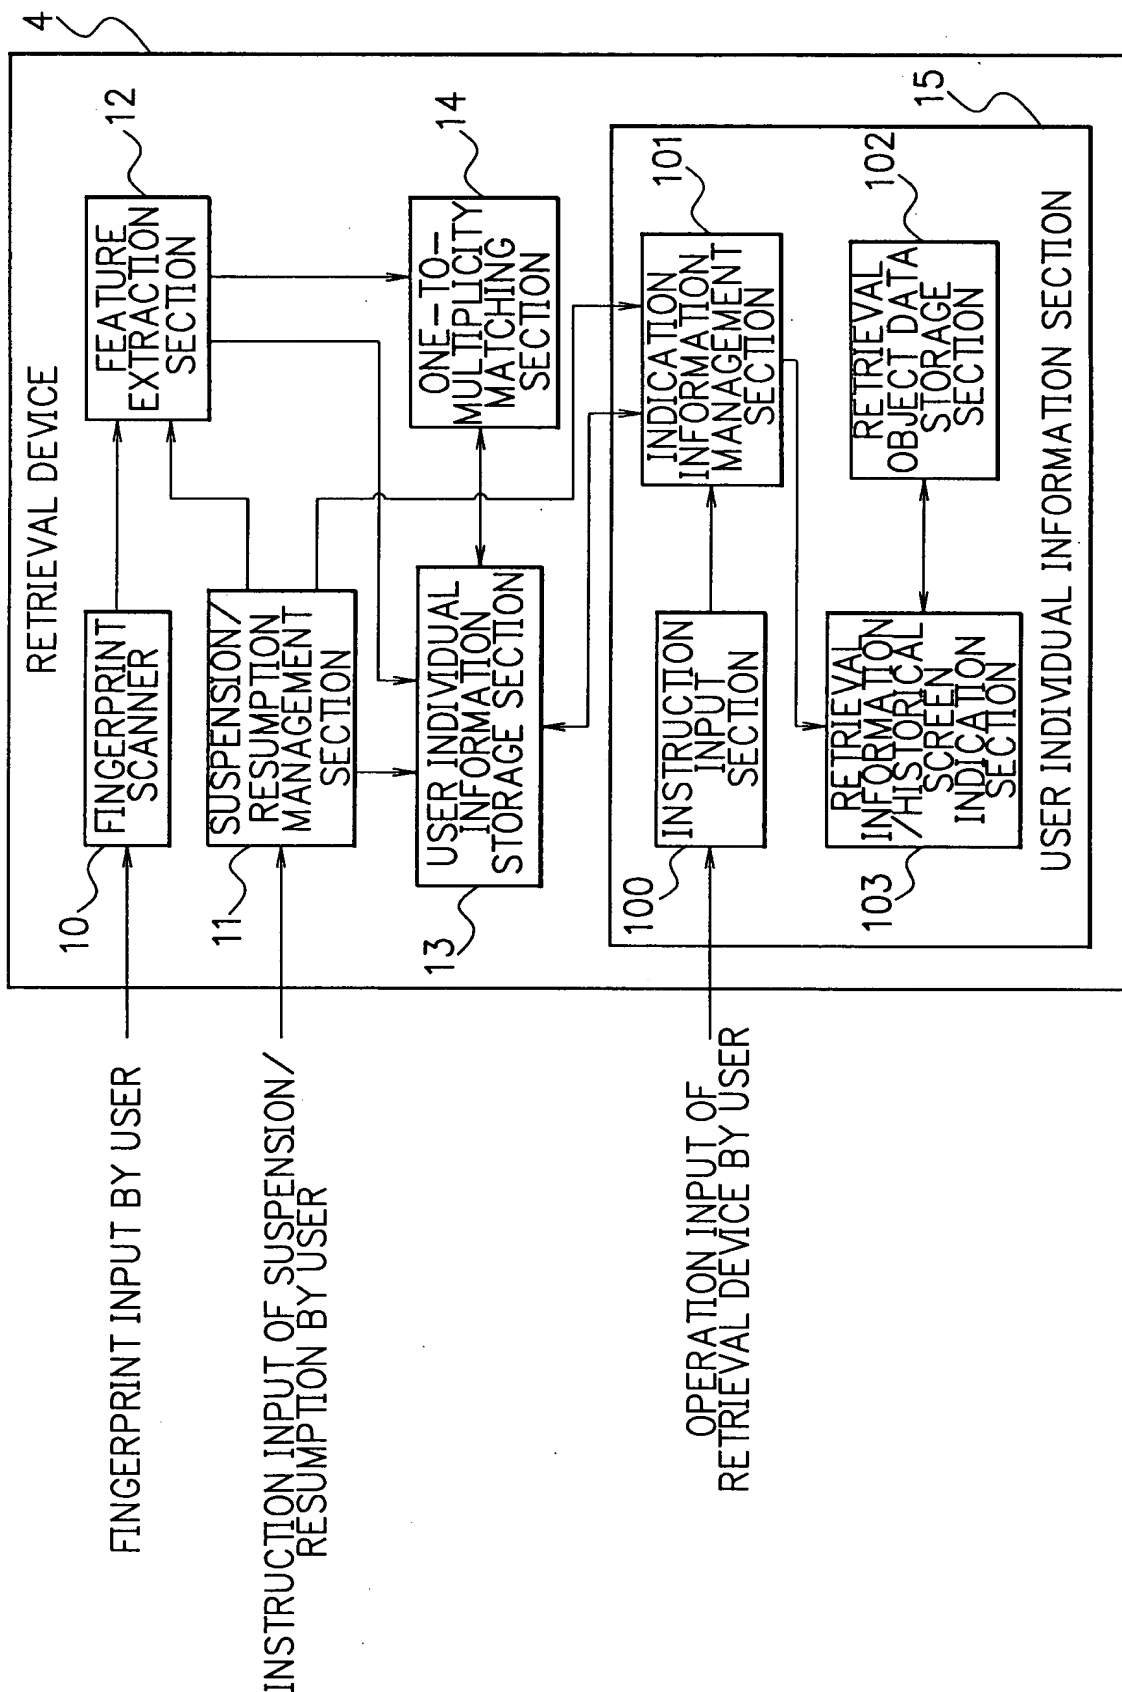 4
RETRIEVAL DEVICE
FINGERPRINT INPUT BY USER
10
FINGERPRINT
SCANNER
FEATURE
EXTRACTION
SECTION
12
INSTRUCTION INPUT OF SUSPENSION/
RESUMPTION BY USER
11
SUSPENSION/
RESUMPTION
MANAGEMENT
SECTION
13
USER INDIVIDUAL
INFORMATION
STORAGE SECTION
ONE-TO-
MULTIPLICITY
MATCHING
SECTION
14
OPERATION INPUT OF
RETRIEVAL DEVICE BY USER
100
INSTRUCTION
INPUT
SECTION
INDICATION
INFORMATION
MANAGEMENT
SECTION
101
15
103
RETRIEVAL
INFORMATION
/HISTORICAL
SCREEN
INDICATION
SECTION
RETRIEVAL
OBJECT DATA
STORAGE
SECTION
102
USER INDIVIDUAL INFORMATION SECTION